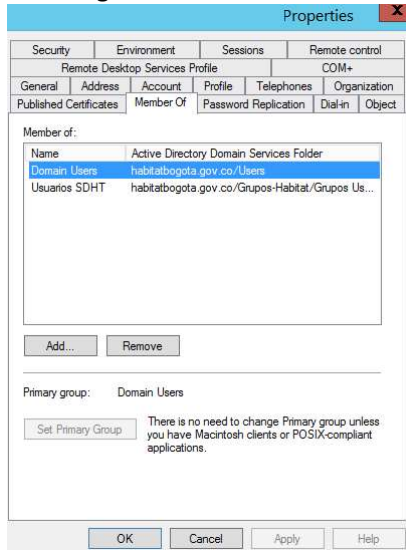 Properties
X
Security Environment Sessions Remote control
Remote Desktop Services Profile COM+
General Address Account Profile Telephones Organization
Published Certificates Member Of Password Replication Dial-in Object
Member of:
Name Active Directory Domain Services Folder
Domain Users habitatbogota.gov.co/Users
Usuarios SDHT habitatbogota.gov.co/Grupos-Habitat/Grupos Us...
Add... Remove
Primary group: Domain Users
Set Primary Group There is no need to change Primary group unless
you have Macintosh clients or POSIX-compliant
applications.
OK Cancel Apply Help